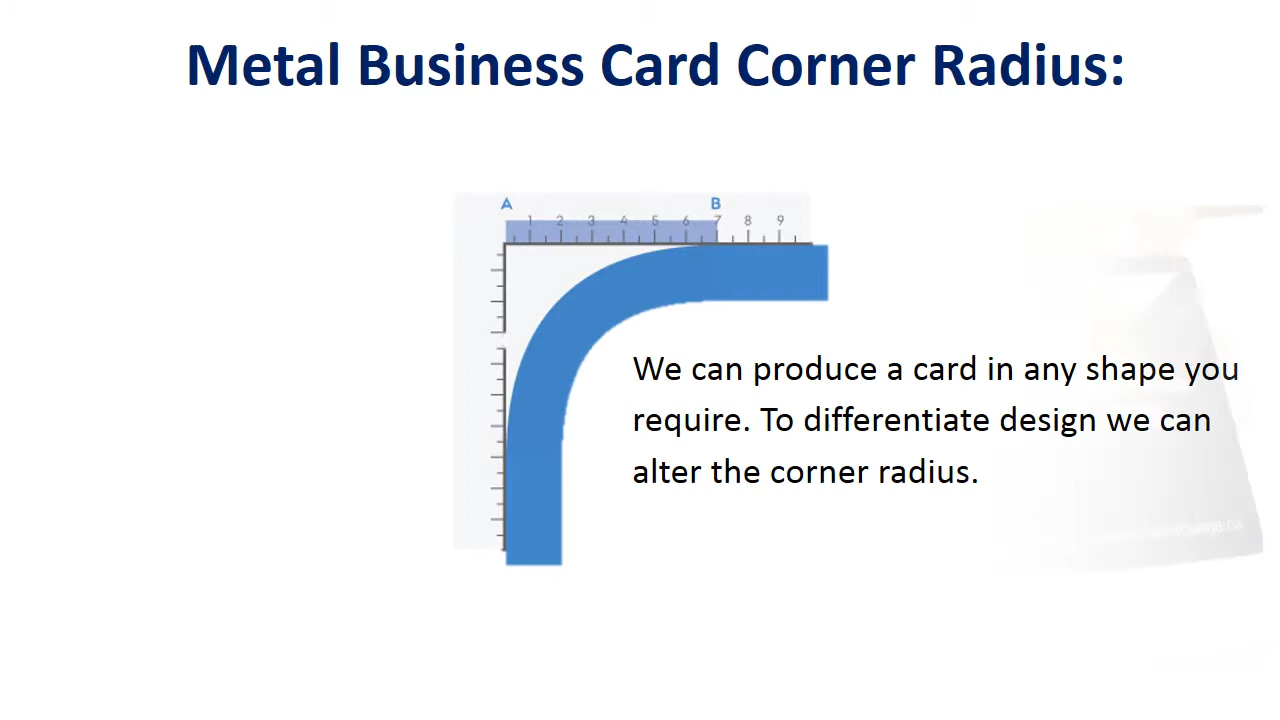 Metal Business Card Corner Radius:
A B
1 2 3 4 5 6 7 8 9
We can produce a card in any shape you
require. To differentiate design we can
alter the corner radius.